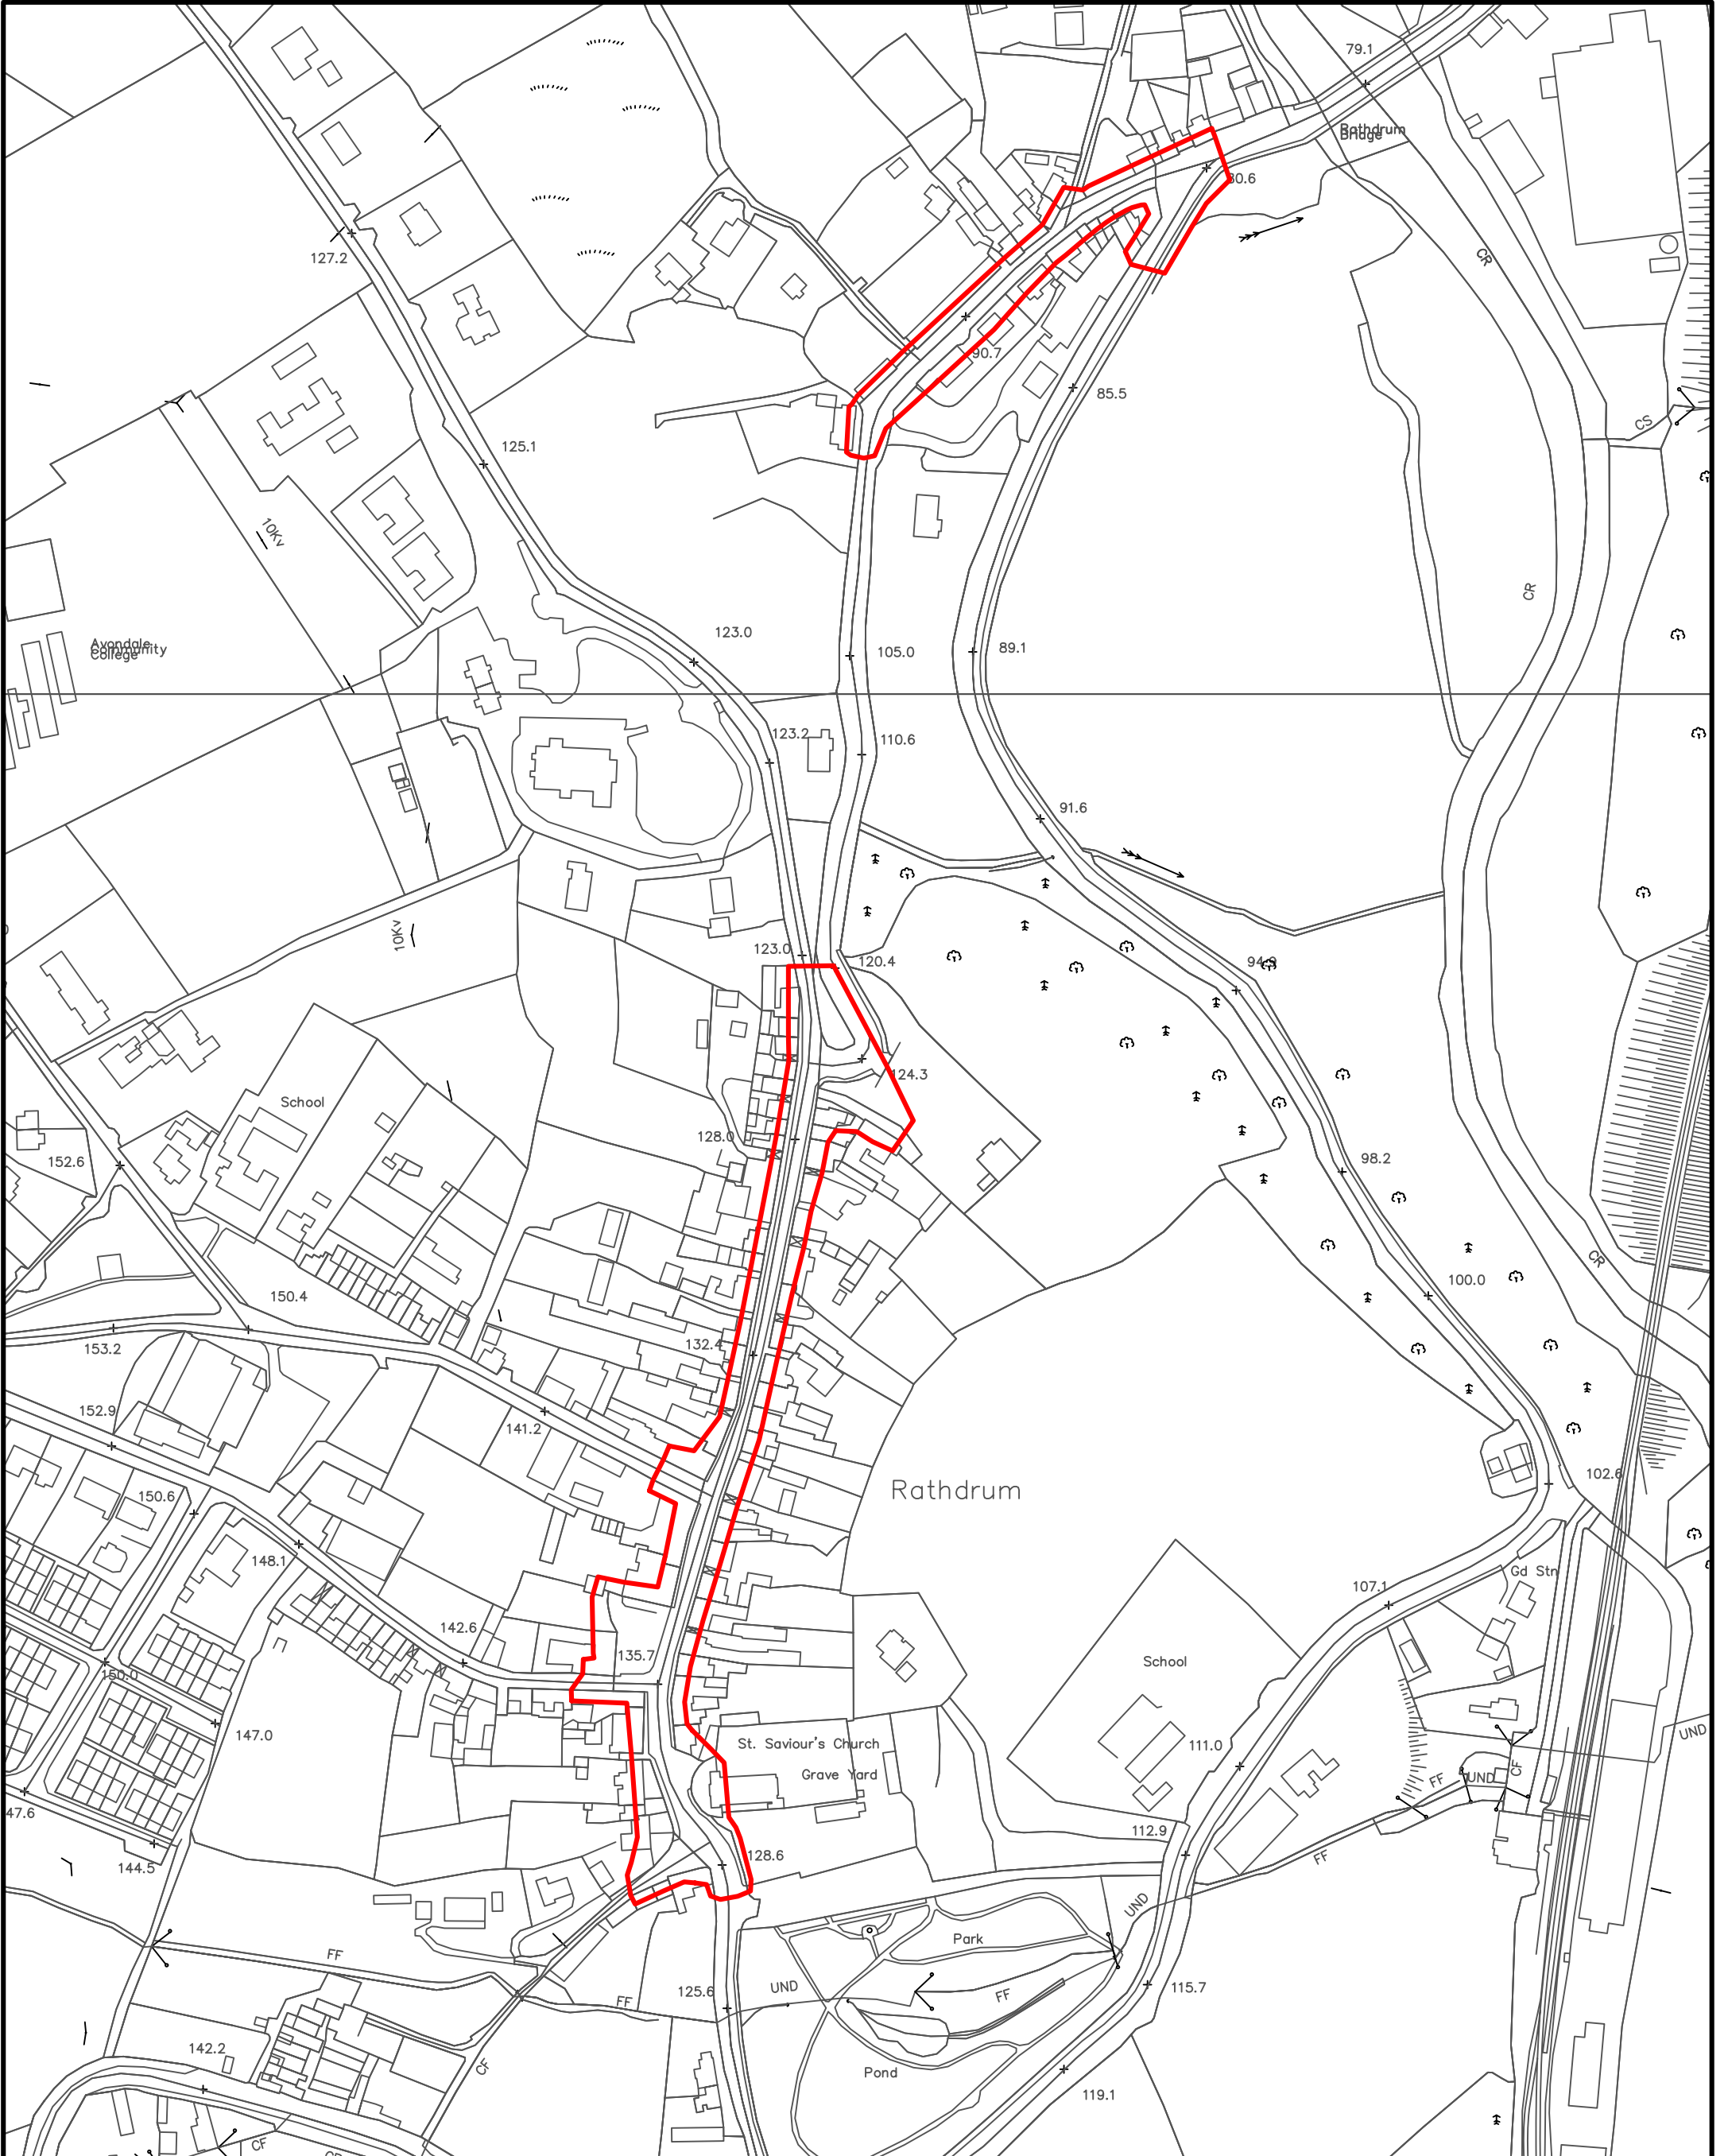 79.1
Rathdrum
Bridge
80.6
127.2
CR
90.7
85.5
CS
125.1
10Kv
CR
123.0
Avondale
Community
College
105.0
89.1
123.2
110.6
91.6
10Kv
123.0
120.4
94.9
124.3
School
128.0
152.6
98.2
CR
100.0
150.4
132.4
153.2
152.9
141.2
102.6
Rathdrum
150.6
148.1
Gd Stn
107.1
142.6
135.7
School
150.0
147.0
UND
St. Saviour's Church
111.0
Grave Yard
CF
FF
UND
47.6
112.9
144.5
128.6
FF
UND
Park
FF
125.6
UND
FF
FF
115.7
142.2
CF
Pond
119.1
CF